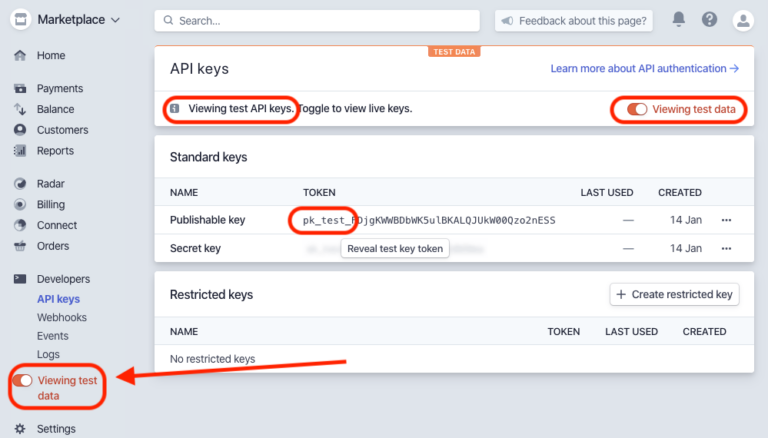 Marketplace
Search...
Feedback about this page?
Home
Payments
Balance
Customers
Reports
Radar
Billing
Connect
Orders
Developers
API keys
Webhooks
Events
Logs
Viewing test
data
Settings
TEST DATA
API keys
Learn more about API authentication →
Viewing test API keys. Toggle to view live keys.
Viewing test data
Standard keys
NAME TOKEN LAST USED CREATED
Publishable key pk_test_RDjgKWWBDbWK5ulBKALQJUkW00Qzo2nESS — 14 Jan
Secret key Reveal test key token — 14 Jan
Restricted keys
+ Create restricted key
NAME TOKEN LAST USED CREATED
No restricted keys